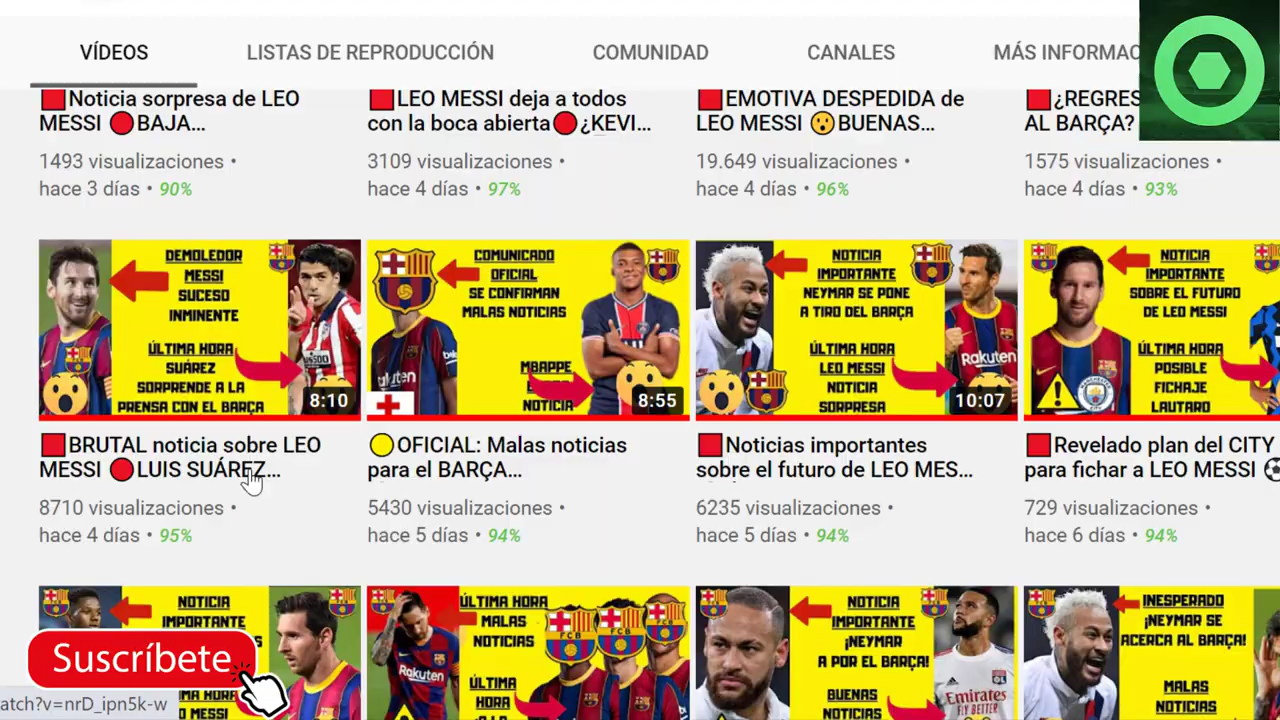 VÍDEOS
LISTAS DE REPRODUCCIÓN
COMUNIDAD
CANALES
MÁS INFORMAC
Noticia sorpresa de LEO
MESSI 🔴BAJA...
1493 visualizaciones •
hace 3 días • 90%
LEO MESSI deja a todos
con la boca abierta🔴¿KEVI...
3109 visualizaciones •
hace 4 días • 97%
EMOTIVA DESPEDIDA de
LEO MESSI 😮BUENAS...
19.649 visualizaciones •
hace 4 días • 96%
¿REGRES
AL BARÇA?
1575 visualizaciones •
hace 4 días • 93%
DEMOLEDOR
MESSI
SUCESO
INMINENTE
ÚLTIMA HORA
SUÁREZ
SORPRENDE A LA
PRENSA CON EL BARÇA
8:10
COMUNICADO
OFICIAL
SE CONFIRMAN
MALAS NOTICIAS
MBAPPE
NOTICIA
8:55
NOTICIA
IMPORTANTE
NEYMAR SE PONE
A TIRO DEL BARÇA
ÚLTIMA HORA
LEO MESSI
NOTICIA
SORPRESA
Rakuten
10:07
NOTICIA
IMPORTANTE
SOBRE EL FUTURO
DE LEO MESSI
ÚLTIMA HORA
POSIBLE
FICHAJE
LAUTARO
BRUTAL noticia sobre LEO
MESSI 🔴LUIS SUÁREZ...
8710 visualizaciones •
hace 4 días • 95%
OFICIAL: Malas noticias
para el BARÇA...
5430 visualizaciones •
hace 5 días • 94%
Noticias importantes
sobre el futuro de LEO MES...
6235 visualizaciones •
hace 5 días • 94%
Revelado plan del CITY
para fichar a LEO MESSI ⚽
729 visualizaciones •
hace 6 días • 94%
NOTICIA
IMPORTANTE
Suscríbete
atch?v=nrD_ipn5k-w
ÚLTIMA HORA
MALAS
NOTICIAS
FCB
FCB
FCB
Rakuten
ÚLTIMA
NOTICIA
IMPORTANTE
¡NEYMAR
A POR EL BARÇA!
BUENAS
NOTICIAS
Emirates
INESPERADO
¡NEYMAR SE
ACERCA AL BARÇA!
MALAS
NOTICIAS